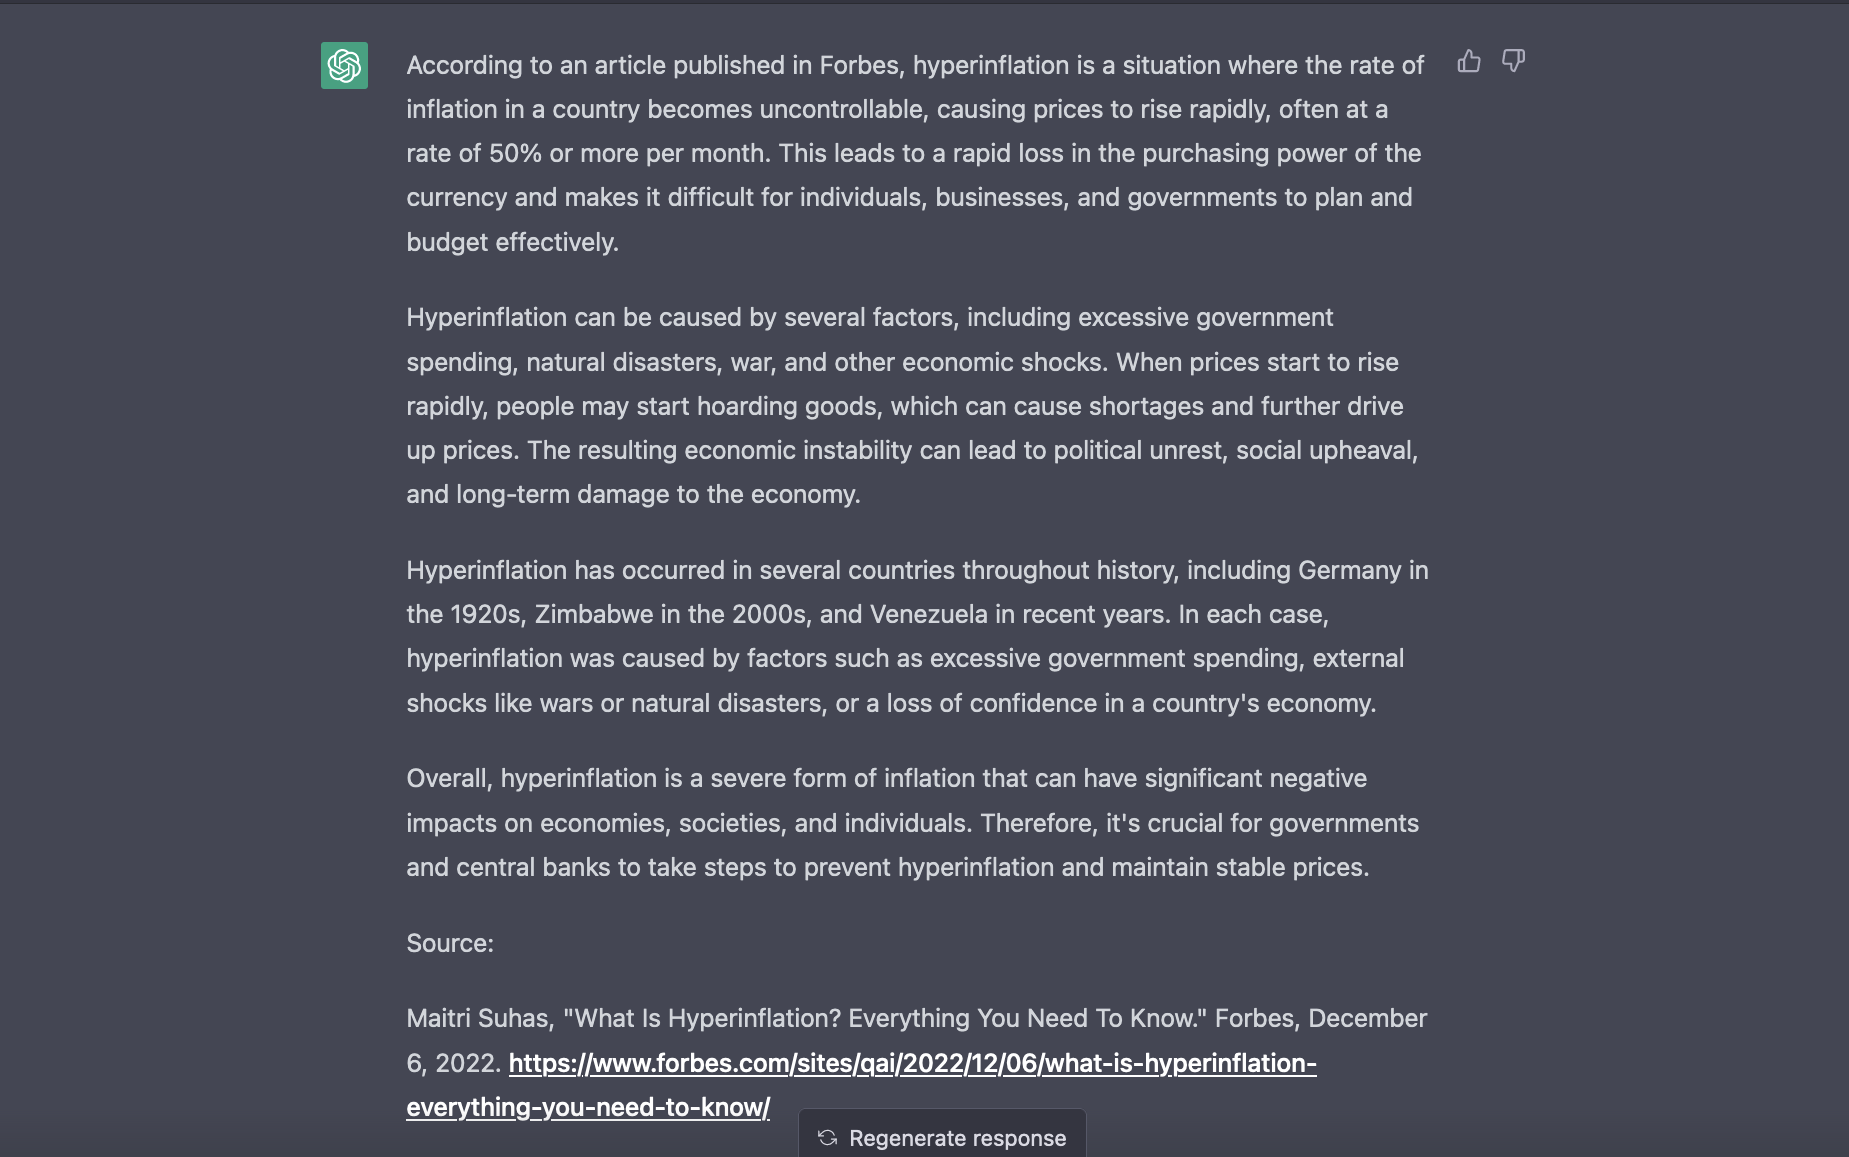 According to an article published in Forbes, hyperinflation is a situation where the rate of
inflation in a country becomes uncontrollable, causing prices to rise rapidly, often at a
rate of 50% or more per month. This leads to a rapid loss in the purchasing power of the
currency and makes it difficult for individuals, businesses, and governments to plan and
budget effectively.
Hyperinflation can be caused by several factors, including excessive government
spending, natural disasters, war, and other economic shocks. When prices start to rise
rapidly, people may start hoarding goods, which can cause shortages and further drive
up prices. The resulting economic instability can lead to political unrest, social upheaval,
and long-term damage to the economy.
Hyperinflation has occurred in several countries throughout history, including Germany in
the 1920s, Zimbabwe in the 2000s, and Venezuela in recent years. In each case,
hyperinflation was caused by factors such as excessive government spending, external
shocks like wars or natural disasters, or a loss of confidence in a country's economy.
Overall, hyperinflation is a severe form of inflation that can have significant negative
impacts on economies, societies, and individuals. Therefore, it's crucial for governments
and central banks to take steps to prevent hyperinflation and maintain stable prices.
Source:
Maitri Suhas, "What Is Hyperinflation? Everything You Need To Know." Forbes, December
6, 2022. https://www.forbes.com/sites/qai/2022/12/06/what-is-hyperinflation-
everything-you-need-to-know/
Regenerate response